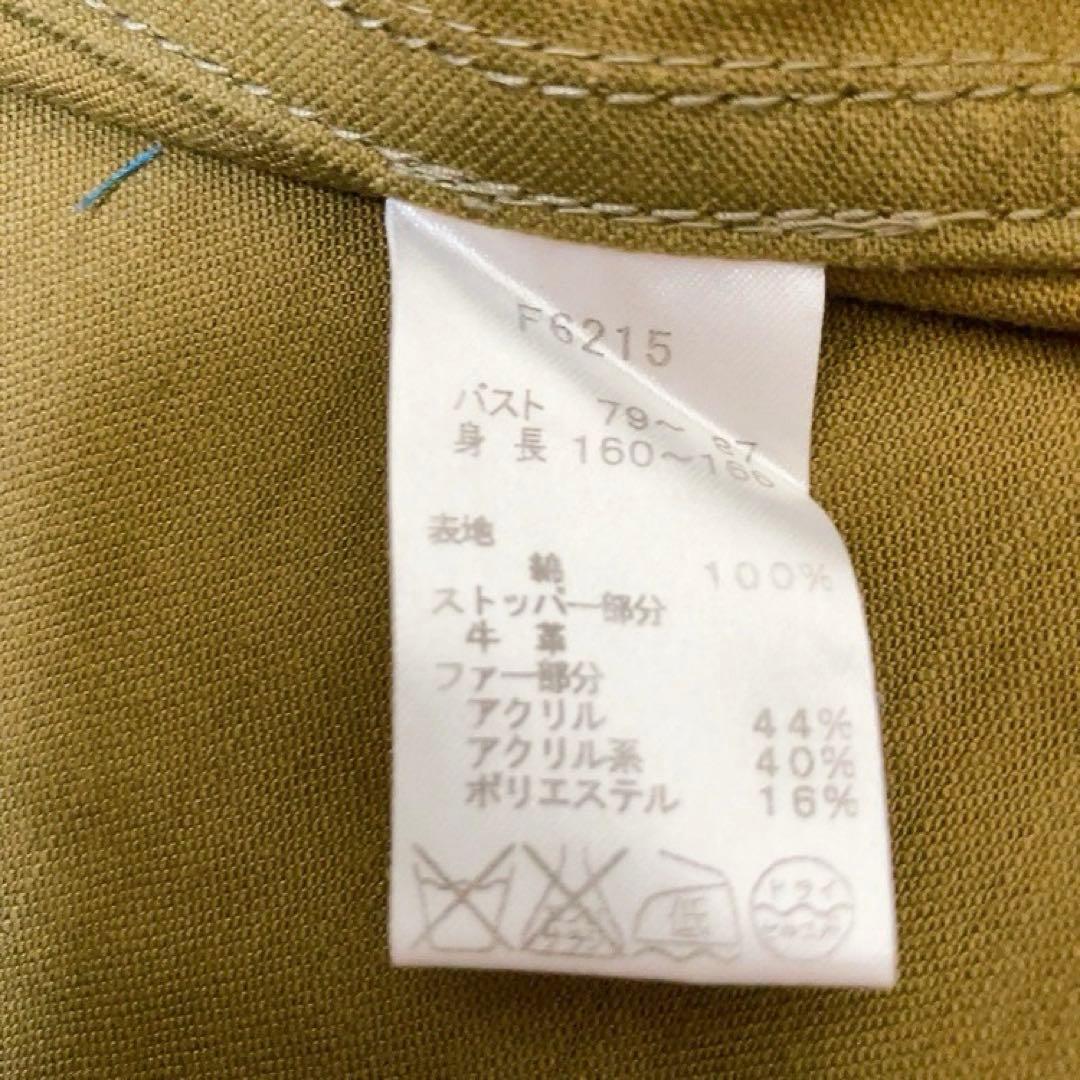 F6215
バスト 79～ 87
身 長 160～166
表地
綿 100%
ストッパー部分
牛 革
ファー部分
アクリル 44%
アクリル系 40%
ポリエステル 16%
低
ドライ